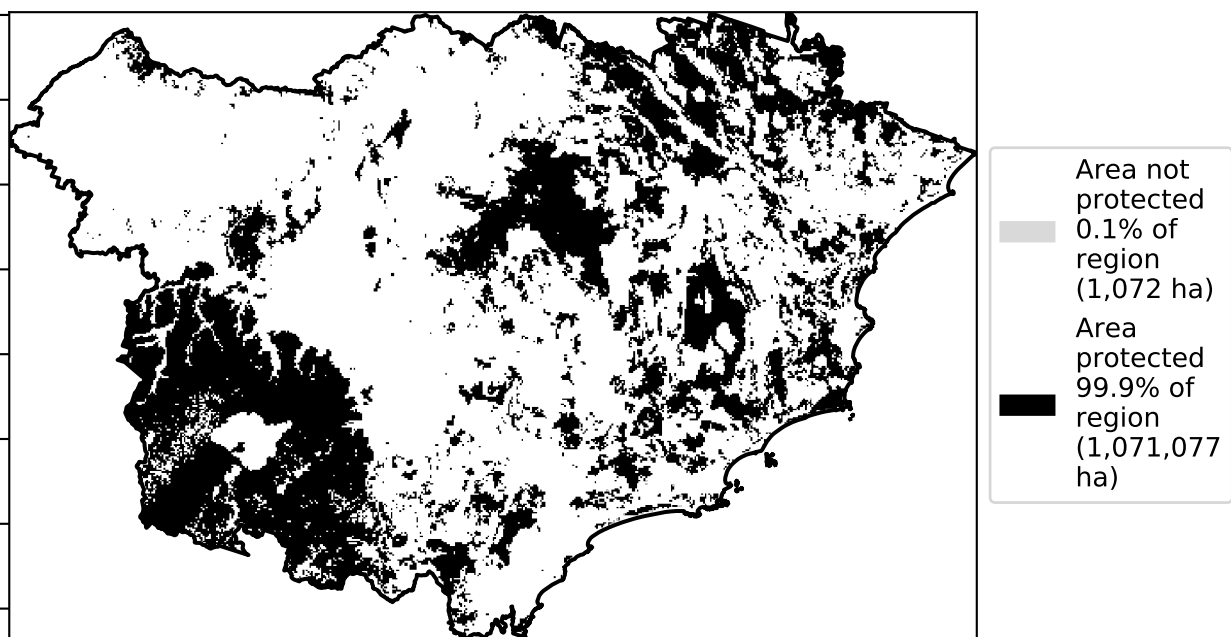 Area not
protected
0.1% of
region
(1,072 ha)
Area
protected
99.9% of
region
(1,071,077
ha)